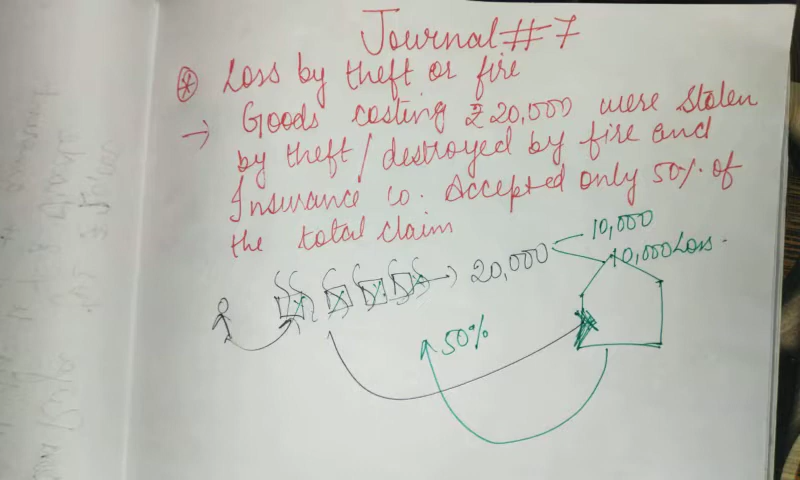 Journal #7
* Loss by theft or fire
→ Goods costing ₹20,000 were stolen
by theft/destroyed by fire and
Insurance co. Accepted only 50% of
the total claim
20,000
10,000
10,000 Loss.
50%